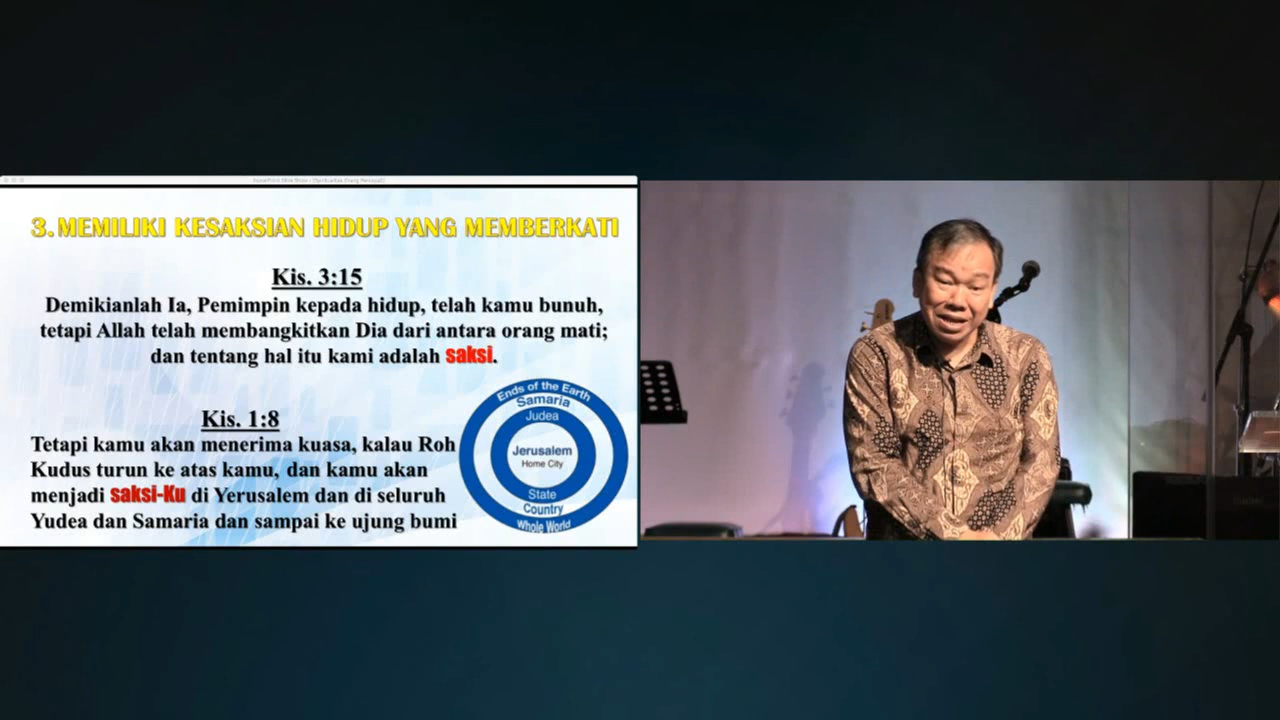 3. MEMILIKI KESAKSIAN HIDUP YANG MEMBERKATI
Kis. 3:15
Demikianlah Ia, Pemimpin kepada hidup, telah kamu bunuh,
tetapi Allah telah membangkitkan Dia dari antara orang mati;
dan tentang hal itu kami adalah saksi.
Kis. 1:8
Tetapi kamu akan menerima kuasa, kalau Roh
Kudus turun ke atas kamu, dan kamu akan
menjadi saksi-Ku di Yerusalem dan di seluruh
Yudea dan Samaria dan sampai ke ujung bumi
Ends of the Earth
Samaria
Judea
Jerusalem
Home City
State
Country
Whole World